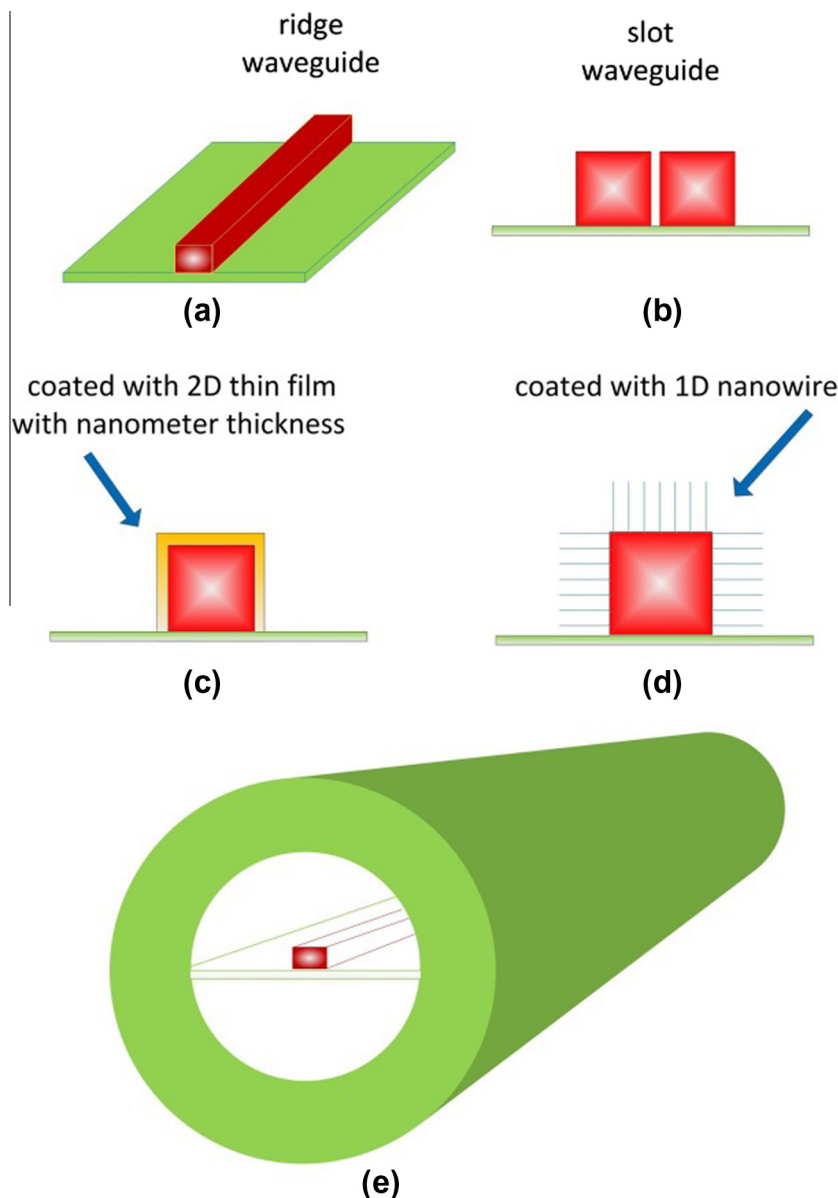 ridge
waveguide
slot
waveguide
(a)
(b)
coated with 2D thin film
with nanometer thickness
coated with 1D nanowire
(c)
(d)
(e)